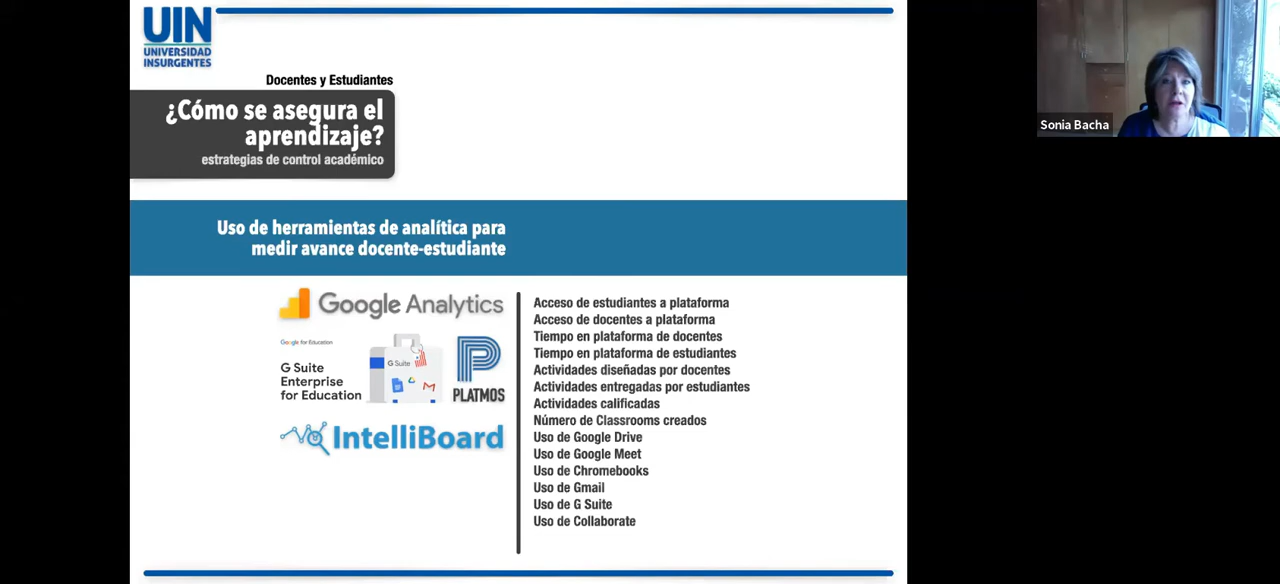 UIN
UNIVERSIDAD
INSURGENTES
Docentes y Estudiantes
¿Cómo se asegura el
aprendizaje?
estrategias de control académico
Sonia Bacha
Uso de herramientas de analítica para
medir avance docente-estudiante
Google Analytics
Google for Education
G Suite
Enterprise
for Education
G Suite
PLATMOS
IntelliBoard
Acceso de estudiantes a plataforma
Acceso de docentes a plataforma
Tiempo en plataforma de docentes
Tiempo en plataforma de estudiantes
Actividades diseñadas por docentes
Actividades entregadas por estudiantes
Actividades calificadas
Número de Classrooms creados
Uso de Google Drive
Uso de Google Meet
Uso de Chromebooks
Uso de Gmail
Uso de G Suite
Uso de Collaborate